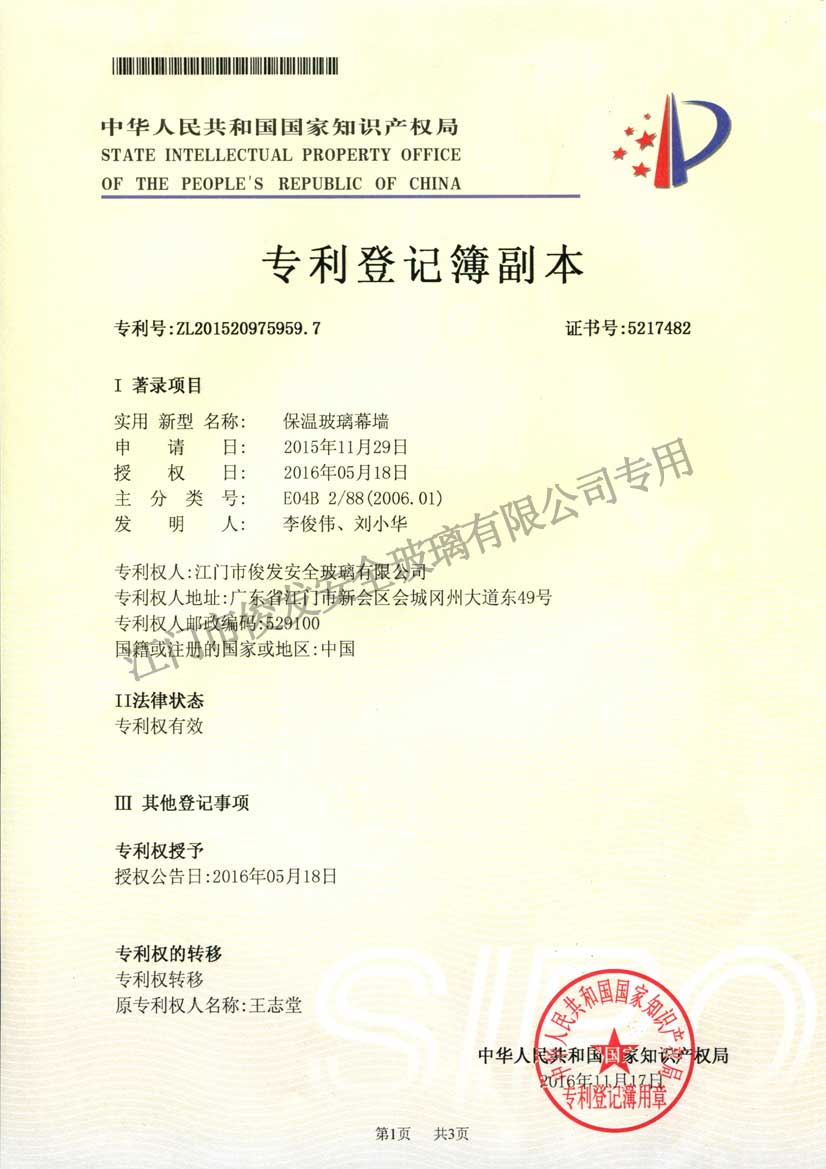 中华人民共和国国家知识产权局
STATE INTELLECTUAL PROPERTY OFFICE
OF THE PEOPLE'S REPUBLIC OF CHINA
专利登记簿副本
专利号:ZL201520975959.7 证书号:5217482
I 著录项目
实用 新型 名称: 保温玻璃幕墙
申 请 日: 2015年11月29日
授 权 日: 2016年05月18日
主 分 类 号: E04B 2/88(2006.01)
发 明 人: 李俊伟、刘小华
专利权人:江门市俊发安全玻璃有限公司
专利权人地址:广东省江门市新会区会城冈州大道东49号
专利权人邮政编码:529100
国籍或注册的国家或地区:中国
江门市俊发安全玻璃有限公司专用
II法律状态
专利权有效
III 其他登记事项
专利权授予
授权公告日:2016年05月18日
专利权的转移
专利权转移
原专利权人名称:王志堂
SIPO
中华人民共和国国家知识产权局
2016年11月17日
中华人民共和国国家知识产权局
专利登记簿用章
第1页 共3页